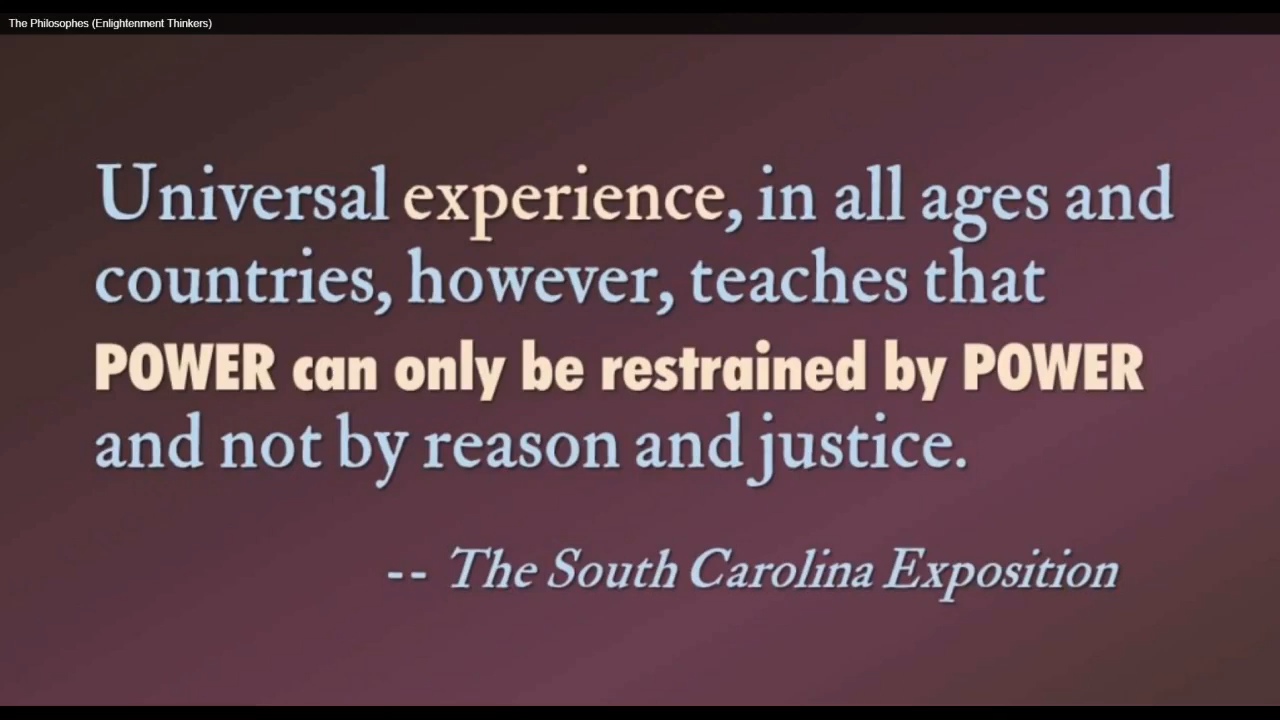 The Philosophes (Enlightenment Thinkers)
Universal experience, in all ages and
countries, however, teaches that
POWER can only be restrained by POWER
and not by reason and justice.
-- The South Carolina Exposition